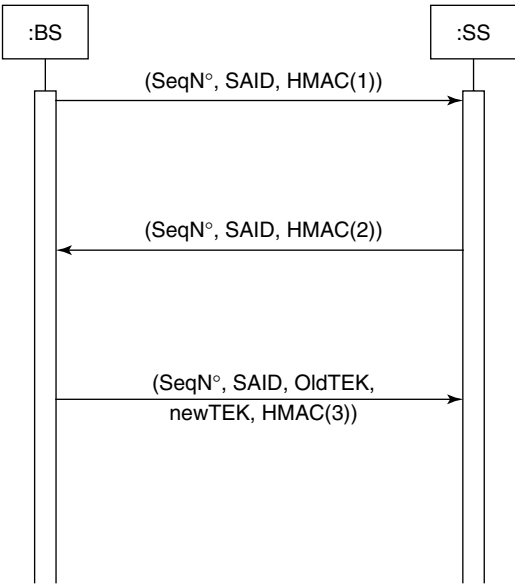 :BS
:SS
(SeqN°, SAID, HMAC(1))
(SeqN°, SAID, HMAC(2))
(SeqN°, SAID, OldTEK,
newTEK, HMAC(3))